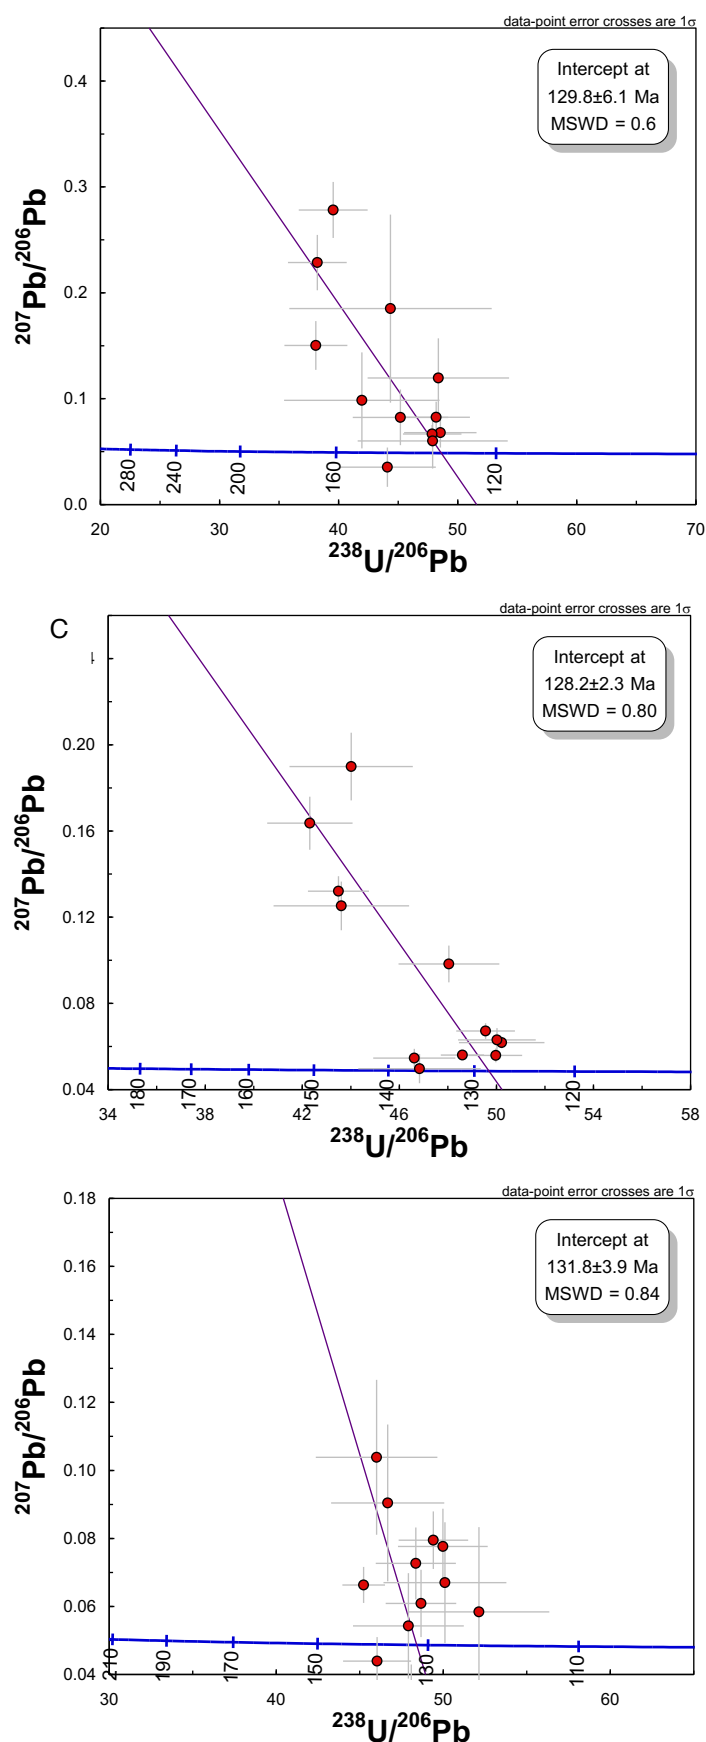 data-point error crosses are 1σ
Intercept at
129.8±6.1 Ma
MSWD = 0.6
0.4
0.3
0.2
0.1
0.0
207Pb/206Pb
280
240
200
160
120
20 30 40 50 60 70
238U/206Pb
C
data-point error crosses are 1σ
Intercept at
128.2±2.3 Ma
MSWD = 0.80
0.20
0.16
0.12
0.08
0.04
207Pb/206Pb
180
170
160
150
140
130
120
34 38 42 46 50 54 58
238U/206Pb
data-point error crosses are 1σ
Intercept at
131.8±3.9 Ma
MSWD = 0.84
0.18
0.16
0.14
0.12
0.10
0.08
0.06
0.04
207Pb/206Pb
210
190
170
150
130
110
30 40 50 60
238U/206Pb